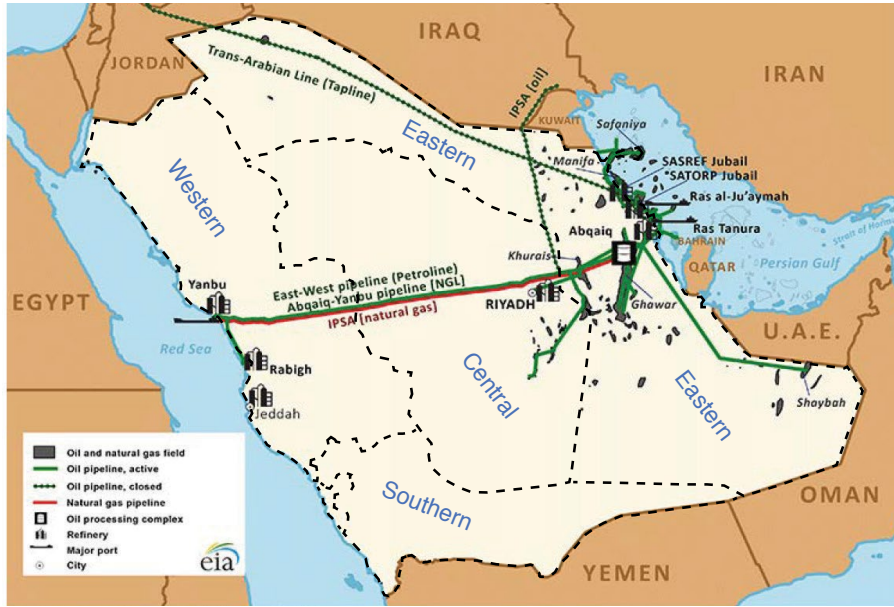 IRAQ
JORDAN
IRAN
Trans-Arabian Line (Tapline)
IPSA [oil]
KUWAIT
Safaniya
Eastern
Manifa
SASREF Jubail
SATORP Jubail
Ras al-Ju'aymah
Western
Abqaiq
Ras Tanura
BAHRAIN
Khurais
QATAR
Persian Gulf
East-West pipeline (Petroline)
Abqaiq-Yanbu pipeline [NGL]
Yanbu
EGYPT
RIYADH
Ghawar
IPSA [natural gas]
U.A.E.
Red Sea
Rabigh
Central
Eastern
Shaybah
Jeddah
Oil and natural gas field
Oil pipeline, active
Oil pipeline, closed
Natural gas pipeline
Oil processing complex
Refinery
Major port
City
eia
Southern
OMAN
YEMEN